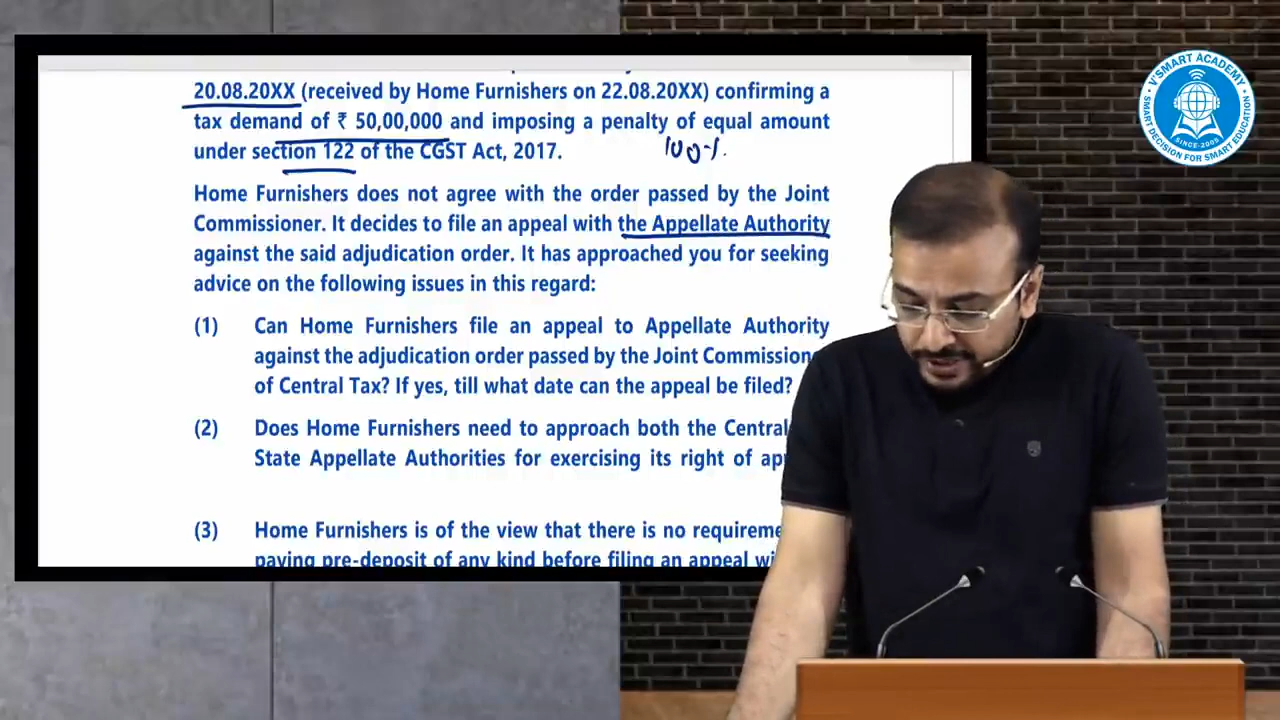 20.08.20XX (received by Home Furnishers on 22.08.20XX) confirming a
tax demand of ₹ 50,00,000 and imposing a penalty of equal amount
under section 122 of the CGST Act, 2017.
100%
Home Furnishers does not agree with the order passed by the Joint
Commissioner. It decides to file an appeal with the Appellate Authority
against the said adjudication order. It has approached you for seeking
advice on the following issues in this regard:
(1) Can Home Furnishers file an appeal to Appellate Authority
against the adjudication order passed by the Joint Commission
of Central Tax? If yes, till what date can the appeal be filed?
(2) Does Home Furnishers need to approach both the Central
State Appellate Authorities for exercising its right of
(3) Home Furnishers is of the view that there is no
paying pre-deposit of any kind before filing an appeal
V'SMART ACADEMY
SINCE-2005
SMART DECISION FOR SMART EDUCATION